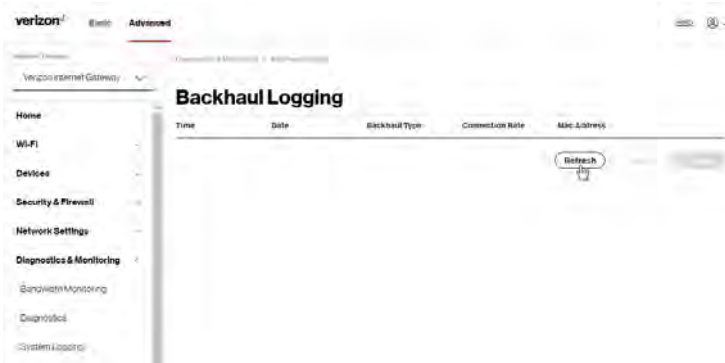 verizon
Basic Advanced
Verizon Internet Gateway
Backhaul Logging
Time Date Backhaul Type Connection Rate Mac Address
Refresh
Home
Wi-Fi
Devices
Security & Firewall
Network Settings
Diagnostics & Monitoring
Bandwidth Monitoring
Diagnostics
System Logging